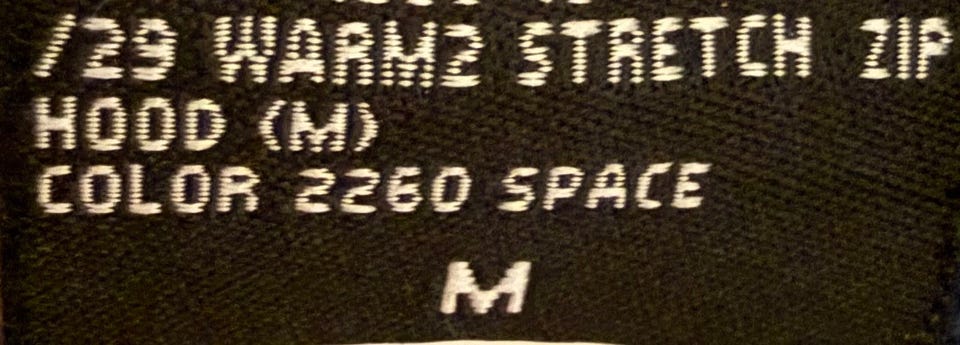 /29 WARM2 STRETCH ZIP
HOOD (M)
COLOR 2260 SPACE
M